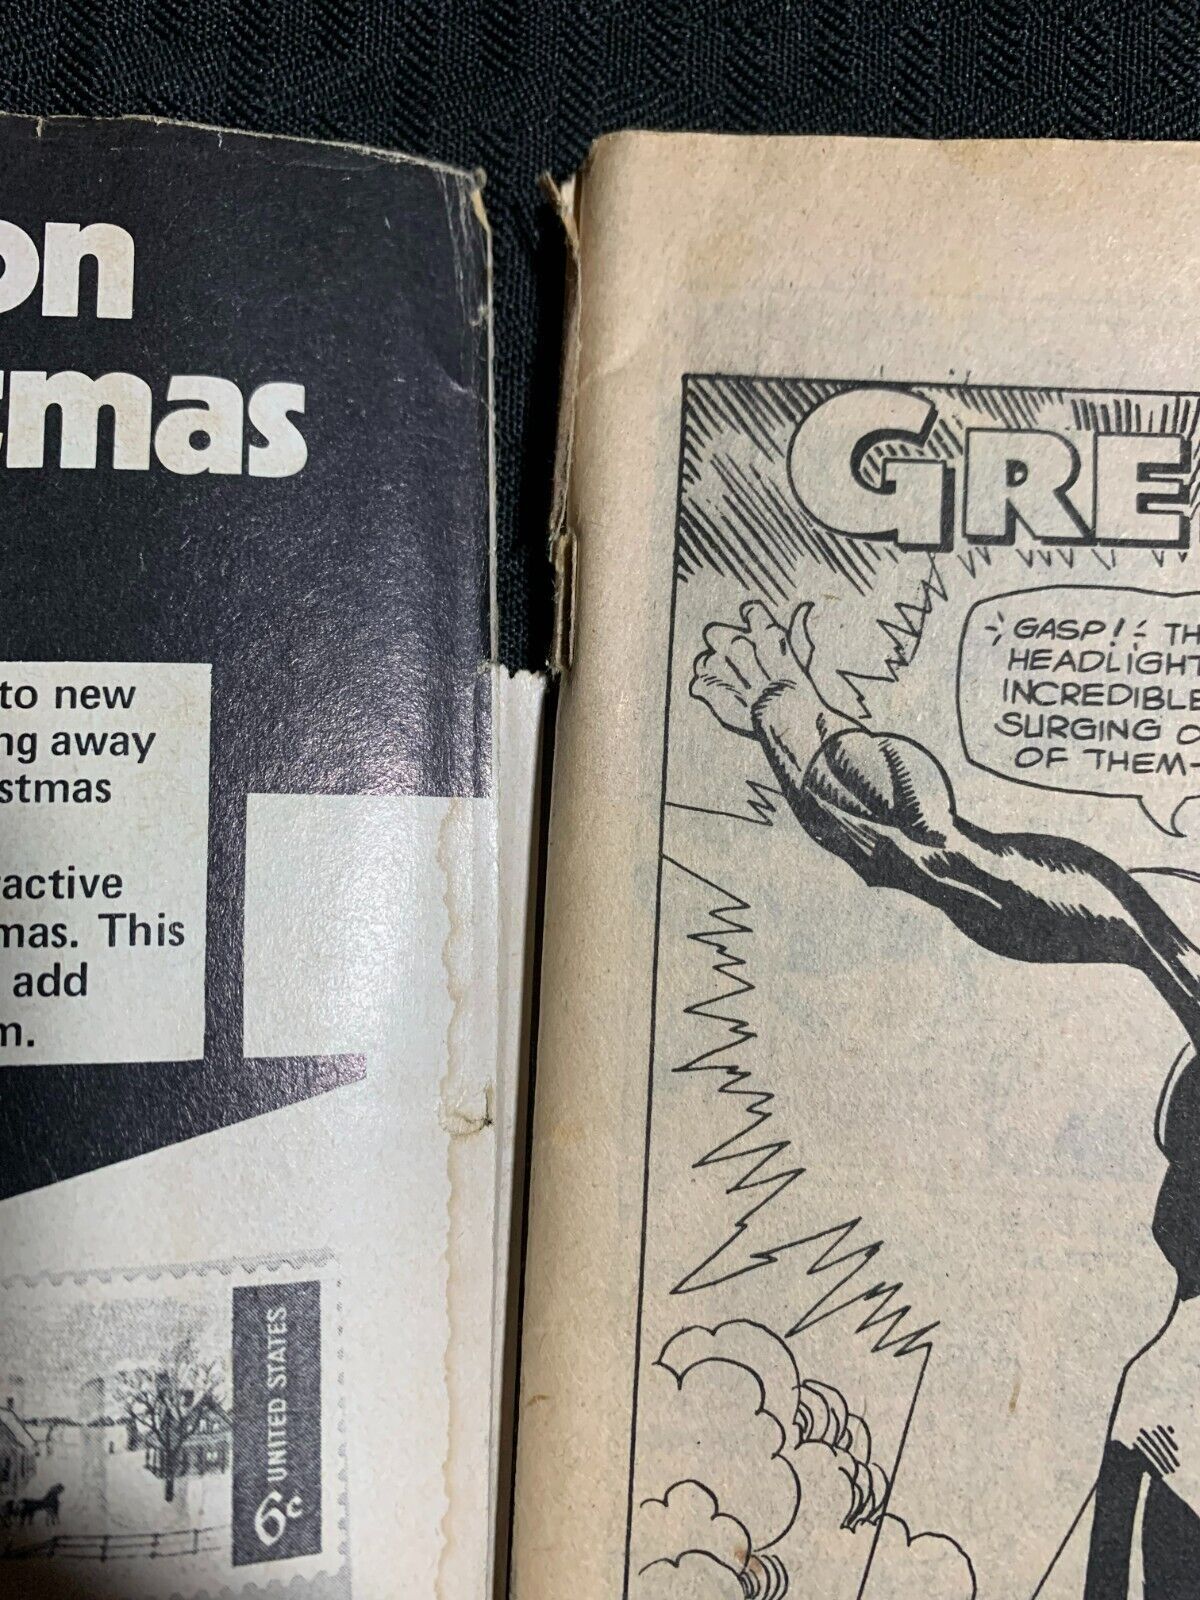 on
tmas
to new
ng away
stmas
ractive
mas. This
add
m.
UNITED STATES
6c
GRE
GASP! TH
HEADLIGHT
INCREDIBLE
SURGING O
OF THEM-